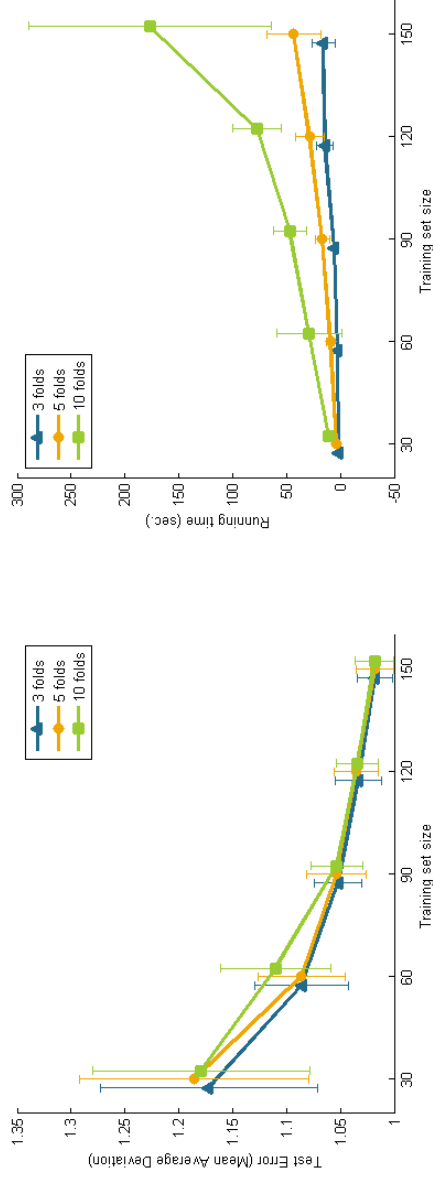 1.35
1.3
1.25
1.2
1.15
1.1
1.05
1
Test Error (Mean Average Deviation)
30
60
90
120
150
Training set size
3 folds
5 folds
10 folds
300
250
200
150
100
50
0
-50
Running time (sec.)
30
60
90
120
150
Training set size
3 folds
5 folds
10 folds